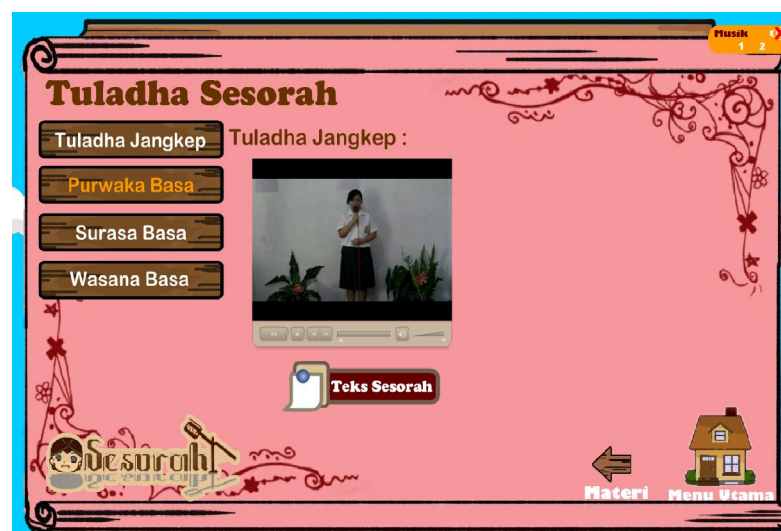 Musik
1 2
Tuladha Sesorah
Tuladha Jangkep
Purwaka Basa
Surasa Basa
Wasana Basa
Tuladha Jangkep :
Teks Sesorah
Sesorah
Materi
Menu Utama